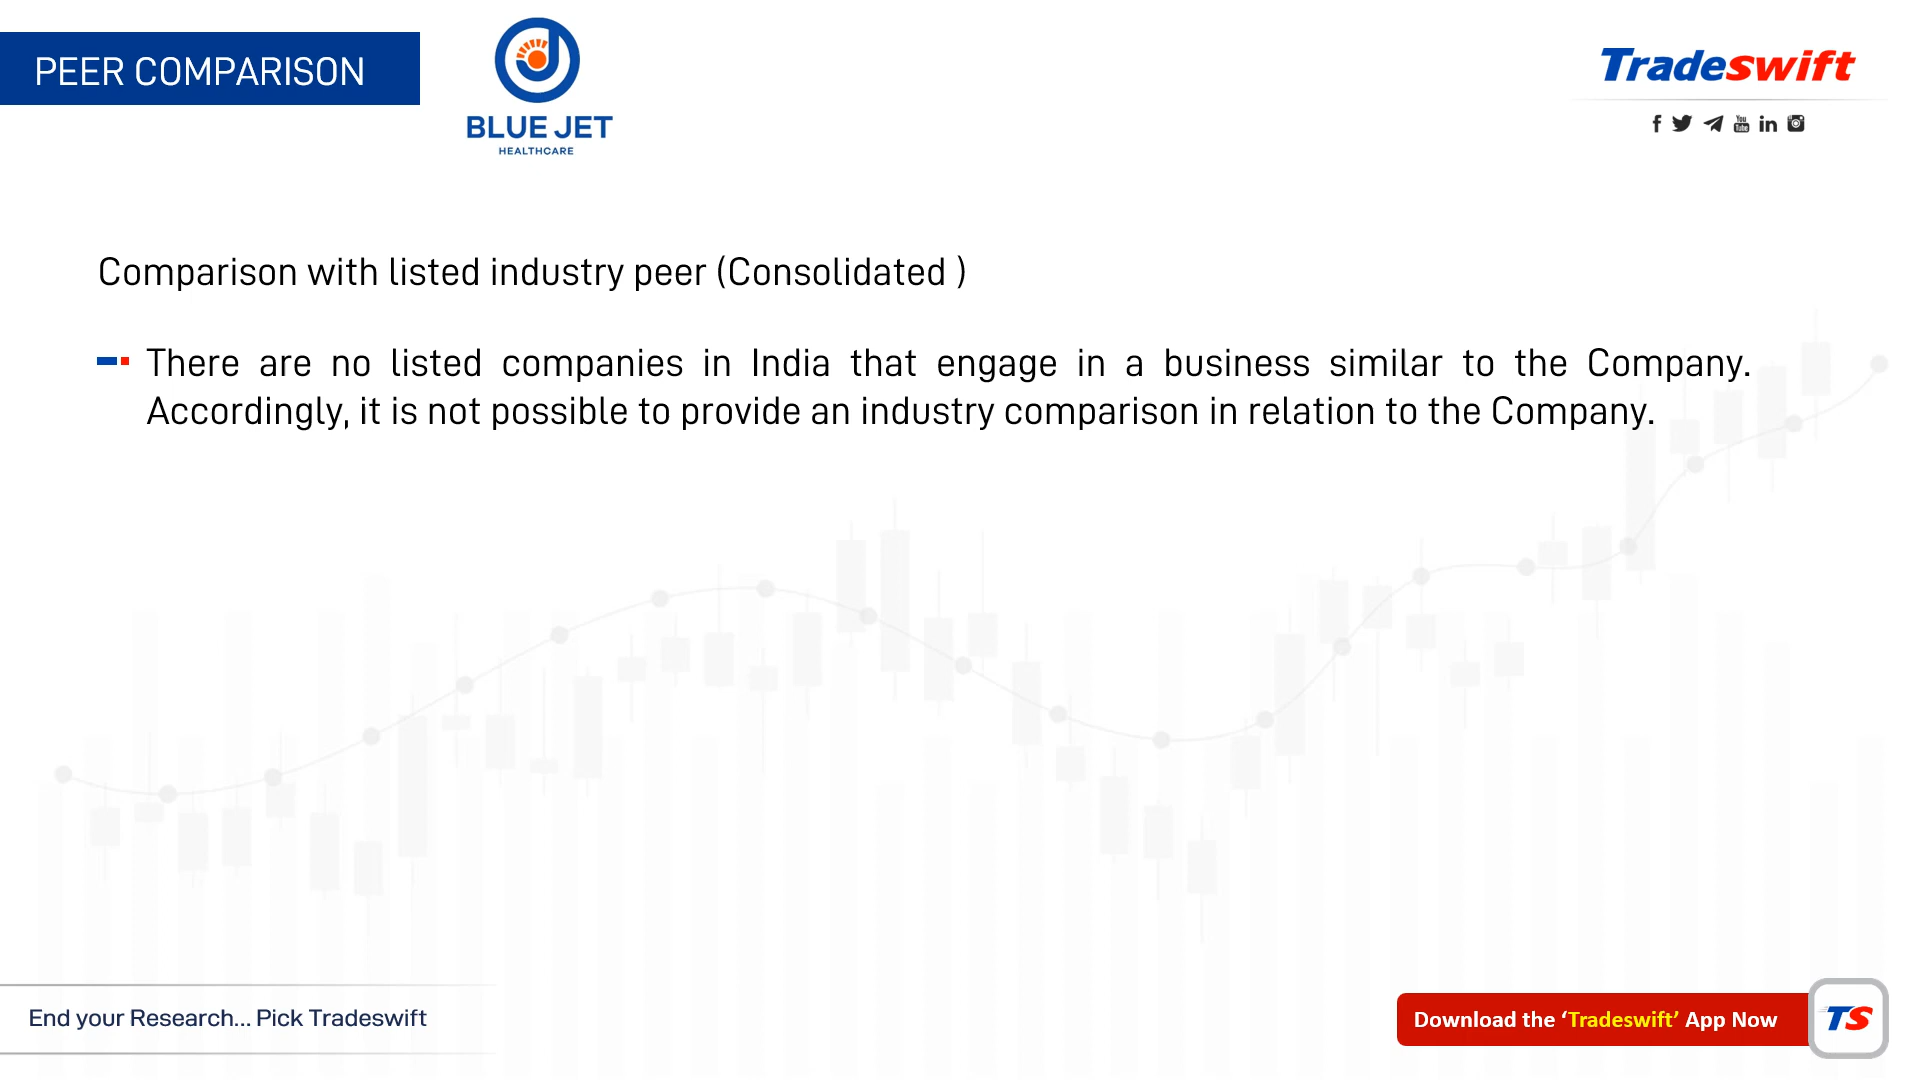 PEER COMPARISON
BLUE JET
HEALTHCARE
Tradeswift
You
Tube
Comparison with listed industry peer (Consolidated )
There are no listed companies in India that engage in a business similar to the Company.
Accordingly, it is not possible to provide an industry comparison in relation to the Company.
End your Research... Pick Tradeswift
Download the ‘Tradeswift’ App Now
TS